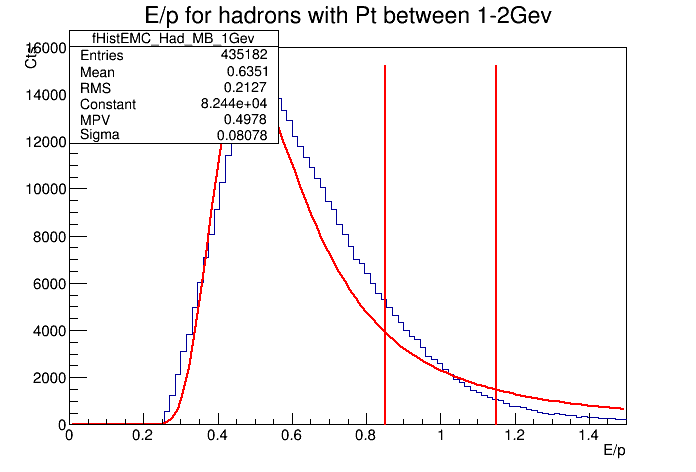 E/p for hadrons with Pt between 1-2Gev
Cts
fHistEMC_Had_MB_1Gev
Entries 435182
Mean 0.6351
RMS 0.2127
Constant 8.244e+04
MPV 0.4978
Sigma 0.08078
16000
14000
12000
10000
8000
6000
4000
2000
0
0 0.2 0.4 0.6 0.8 1 1.2 1.4
E/p